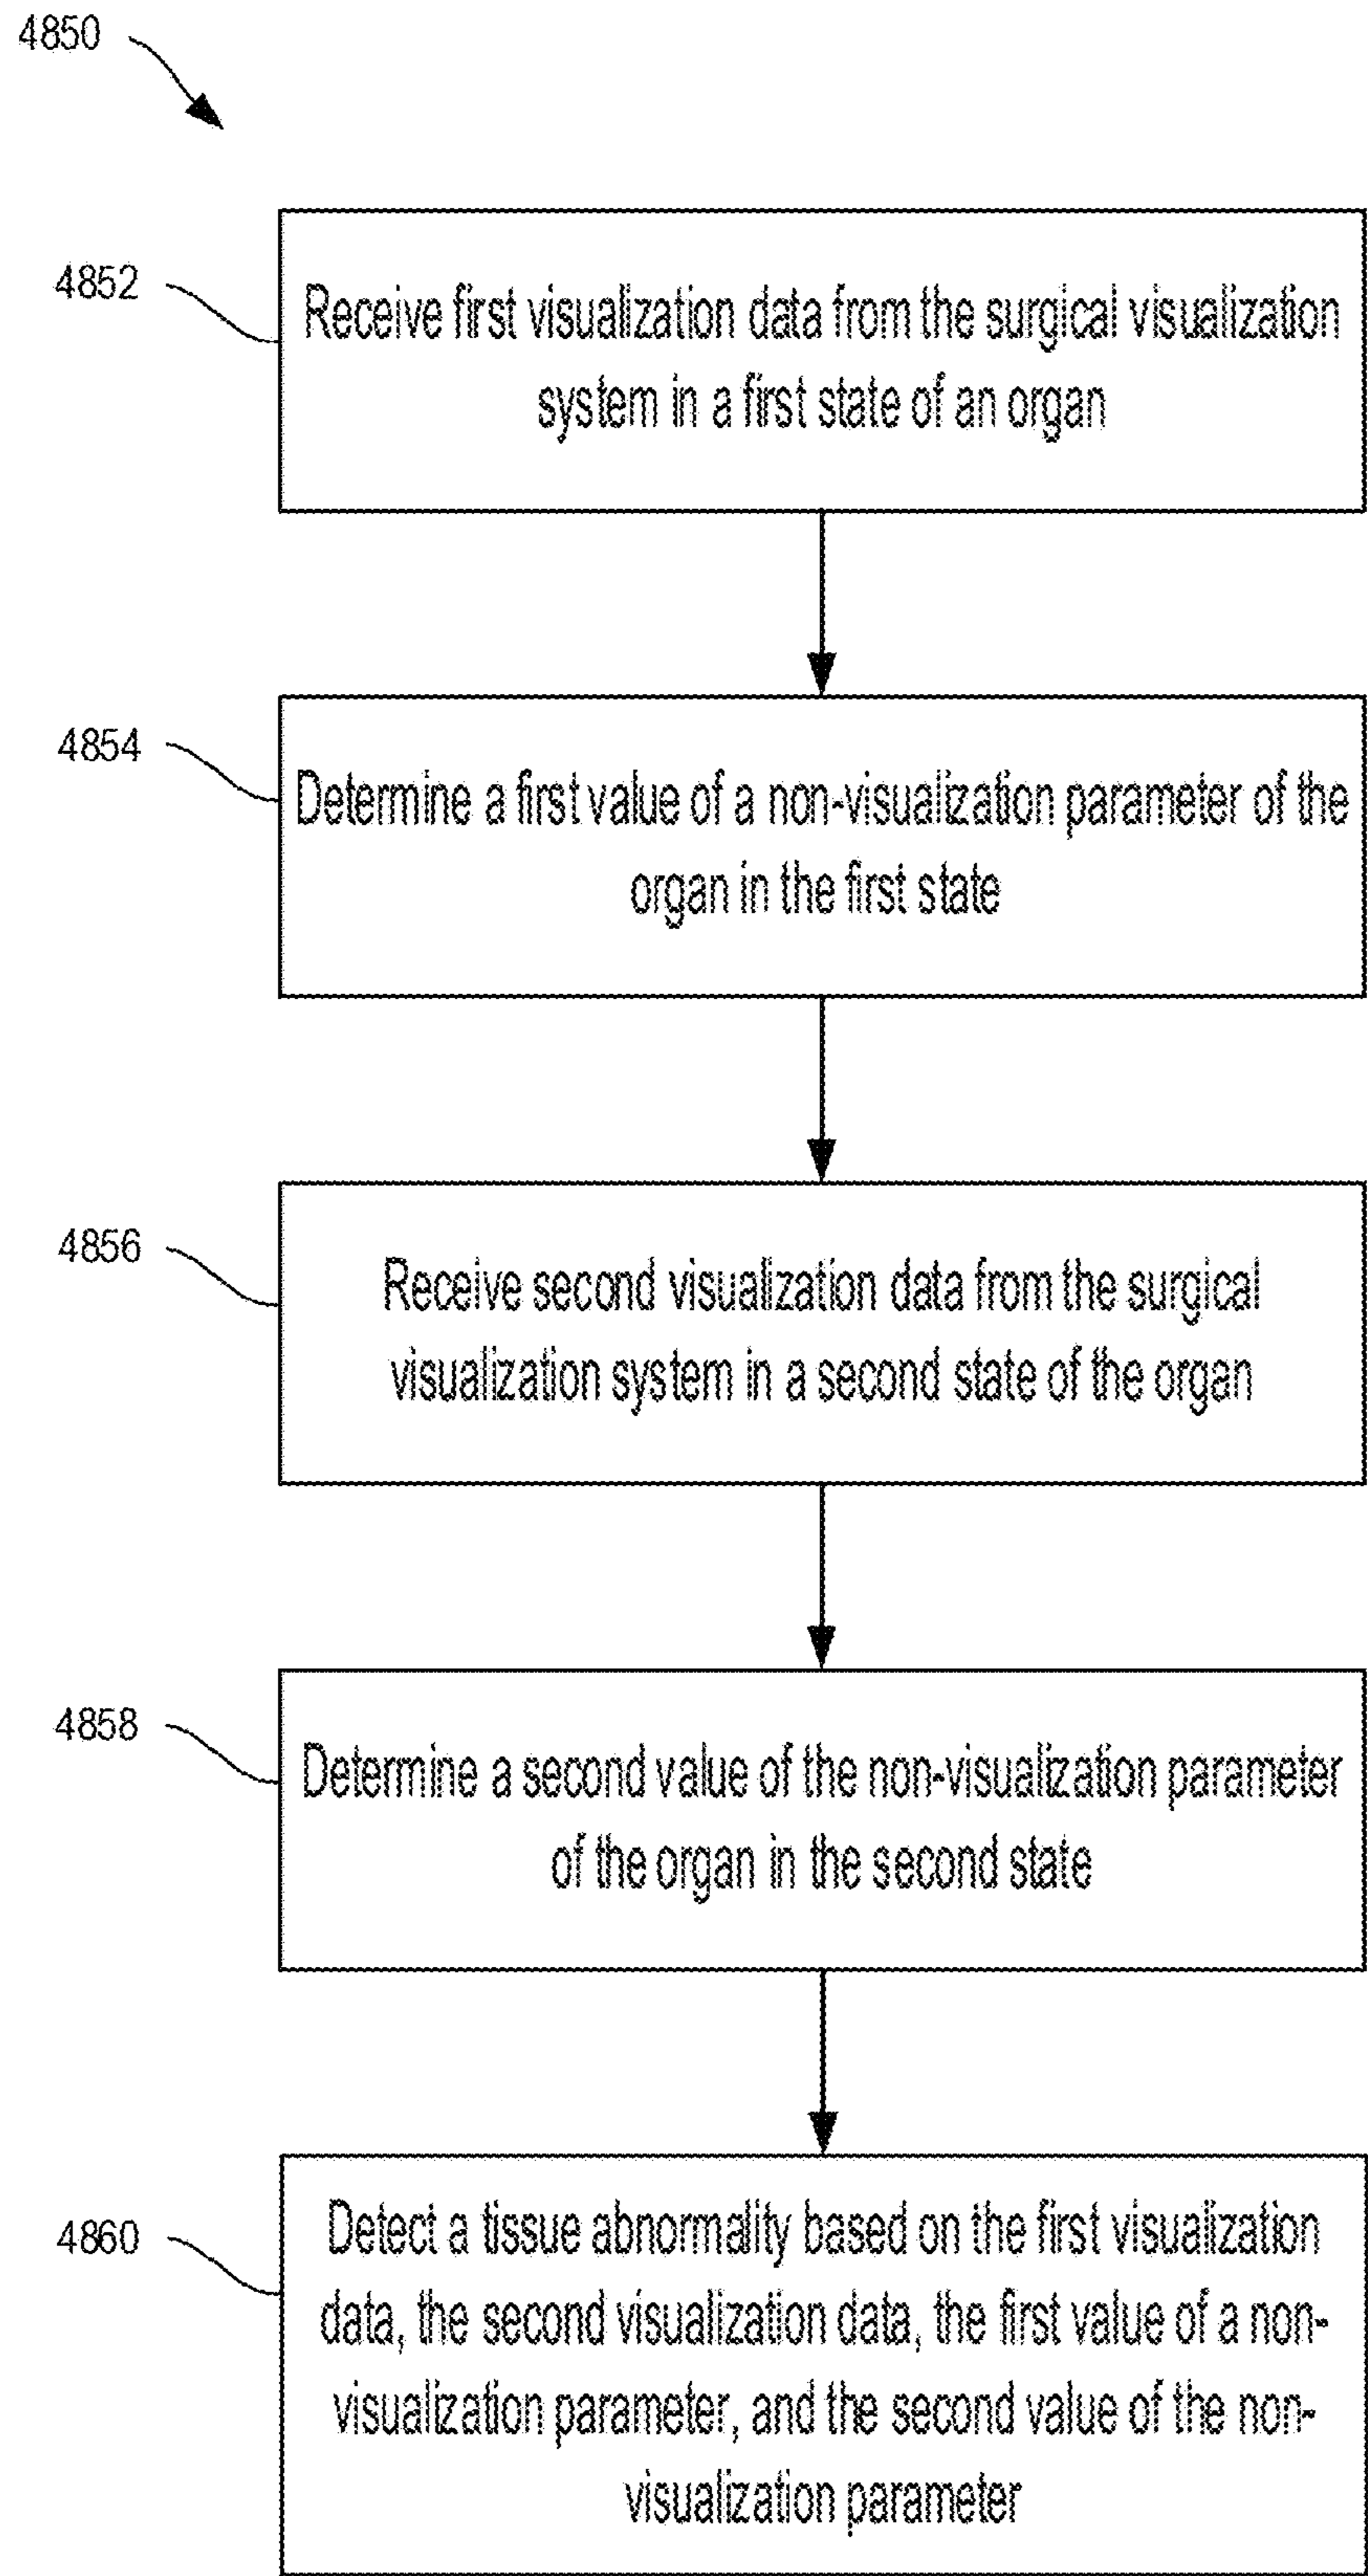 4850
4852
Receive first visualization data from the surgical visualization
system in a first state of an organ
4854
Determine a first value of a non-visualization parameter of the
organ in the first state
4856
Receive second visualization data from the surgical
visualization system in a second state of the organ
4858
Determine a second value of the non-visualization parameter
of the organ in the second state
4860
Detect a tissue abnormality based on the first visualization
data, the second visualization data, the first value of a non-
visualization parameter, and the second value of the non-
visualization parameter